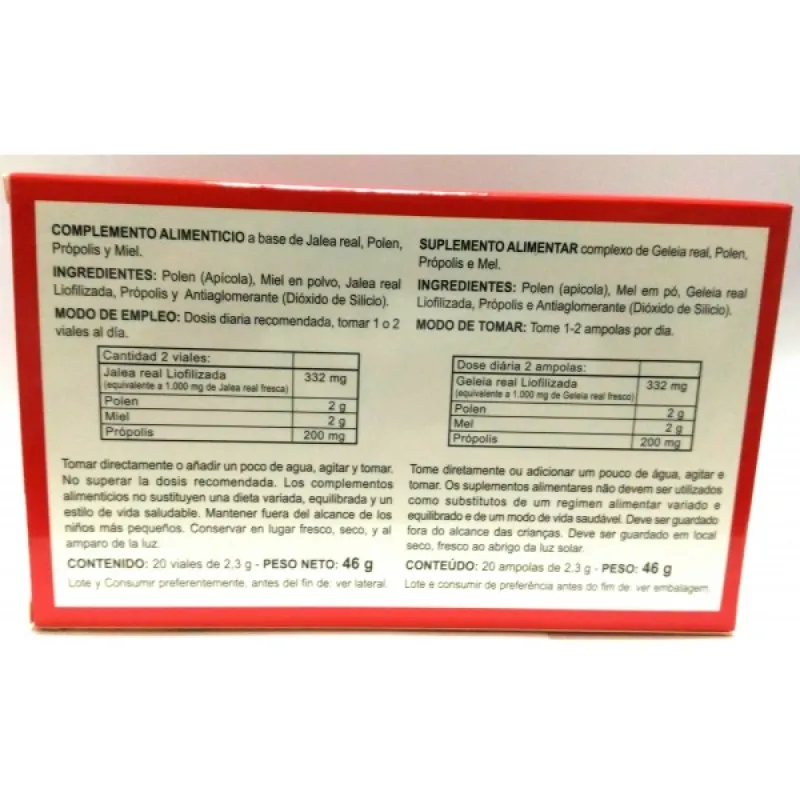 COMPLEMENTO ALIMENTICIO a base de Jalea real, Polen,
Própolis y Miel.
INGREDIENTES: Polen (Apícola), Miel en polvo, Jalea real
Liofilizada, Própolis y Antiaglomerante (Dióxido de Silicio).
MODO DE EMPLEO: Dosis diaria recomendada, tomar 1 o 2
viales al día.
Cantidad 2 viales:
Jalea real Liofilizada 332 mg
(equivalente a 1.000 mg de Jalea real fresca)
Polen 2 g
Miel 2 g
Própolis 200 mg
Tomar directamente o añadir un poco de agua, agitar y tomar.
No superar la dosis recomendada. Los complementos
alimenticios no sustituyen una dieta variada, equilibrada y un
estilo de vida saludable. Mantener fuera del alcance de los
niños más pequeños. Conservar en lugar fresco, seco, y al
amparo de la luz.
CONTENIDO: 20 viales de 2,3 g - PESO NETO: 46 g
Lote y Consumir preferentemente, antes del fin de: ver lateral.
SUPLEMENTO ALIMENTAR complexo de Geleia real, Polen,
Própolis e Mel.
INGREDIENTES: Polen (apicola), Mel em pó, Geleia real
Liofilizada, Própolis e Antiaglomerante (Dióxido de Silicio).
MODO DE TOMAR: Tome 1-2 ampolas por dia.
Dose diária 2 ampolas:
Geleia real Liofilizada 332 mg
(equivalente a 1.000 mg de Geleia real fresco)
Polen 2 g
Mel 2 g
Própolis 200 mg
Tome diretamente ou adicionar um pouco de água, agitar e
tomar. Os suplementos alimentares não devem ser utilizados
como substitutos de um regimen alimentar variado e
equilibrado e de um modo de vida saudável. Deve ser guardado
fora do alcance das crianças. Deve ser guardado em local
seco, fresco ao abrigo da luz solar.
CONTEÚDO: 20 ampolas de 2.3 g - PESO: 46 g
Lote e consumir de preferência antes do fim de: ver embalagem.